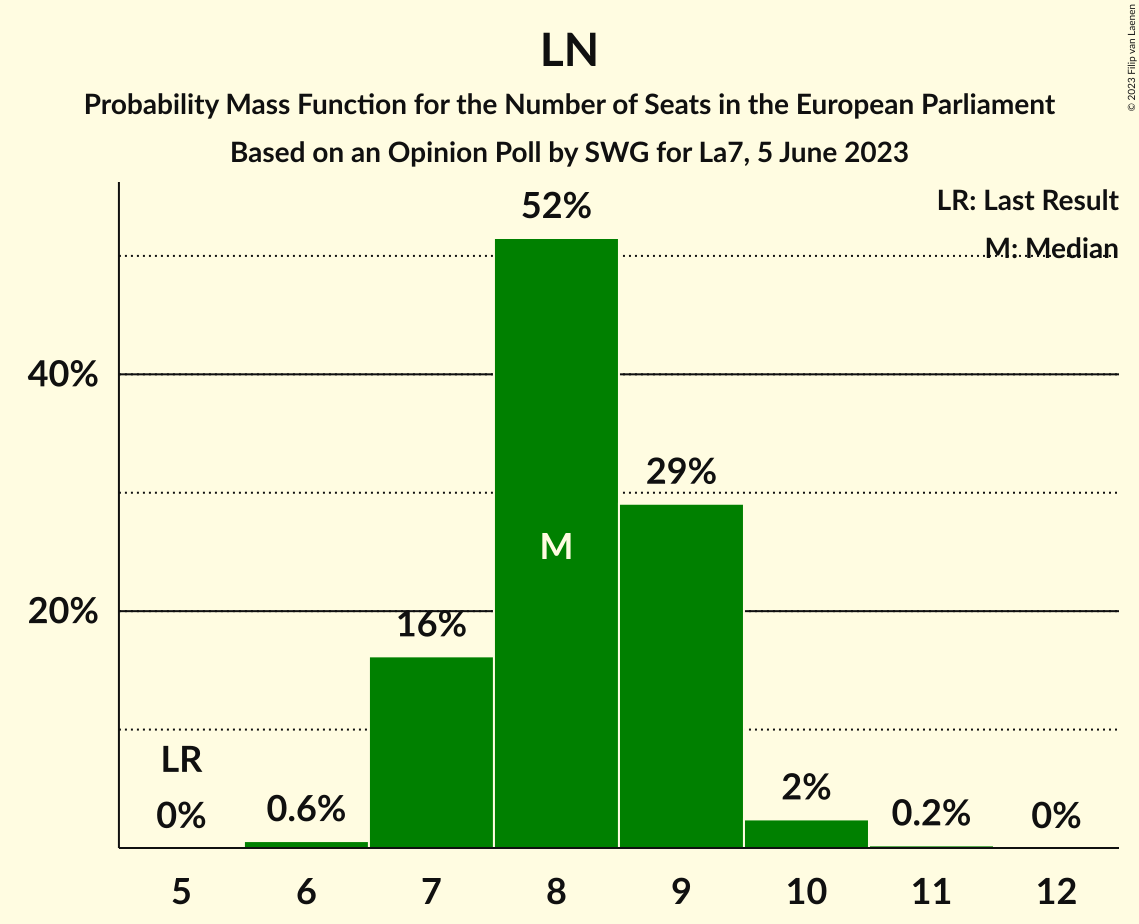 LN
Probability Mass Function for the Number of Seats in the European Parliament
Based on an Opinion Poll by SWG for La7, 5 June 2023
© 2023 Filip van Laenen
LR: Last Result
M: Median
52%
40%
29%
M
20%
16%
LR
0%
0.6%
2%
0.2%
0%
5 6 7 8 9 10 11 12